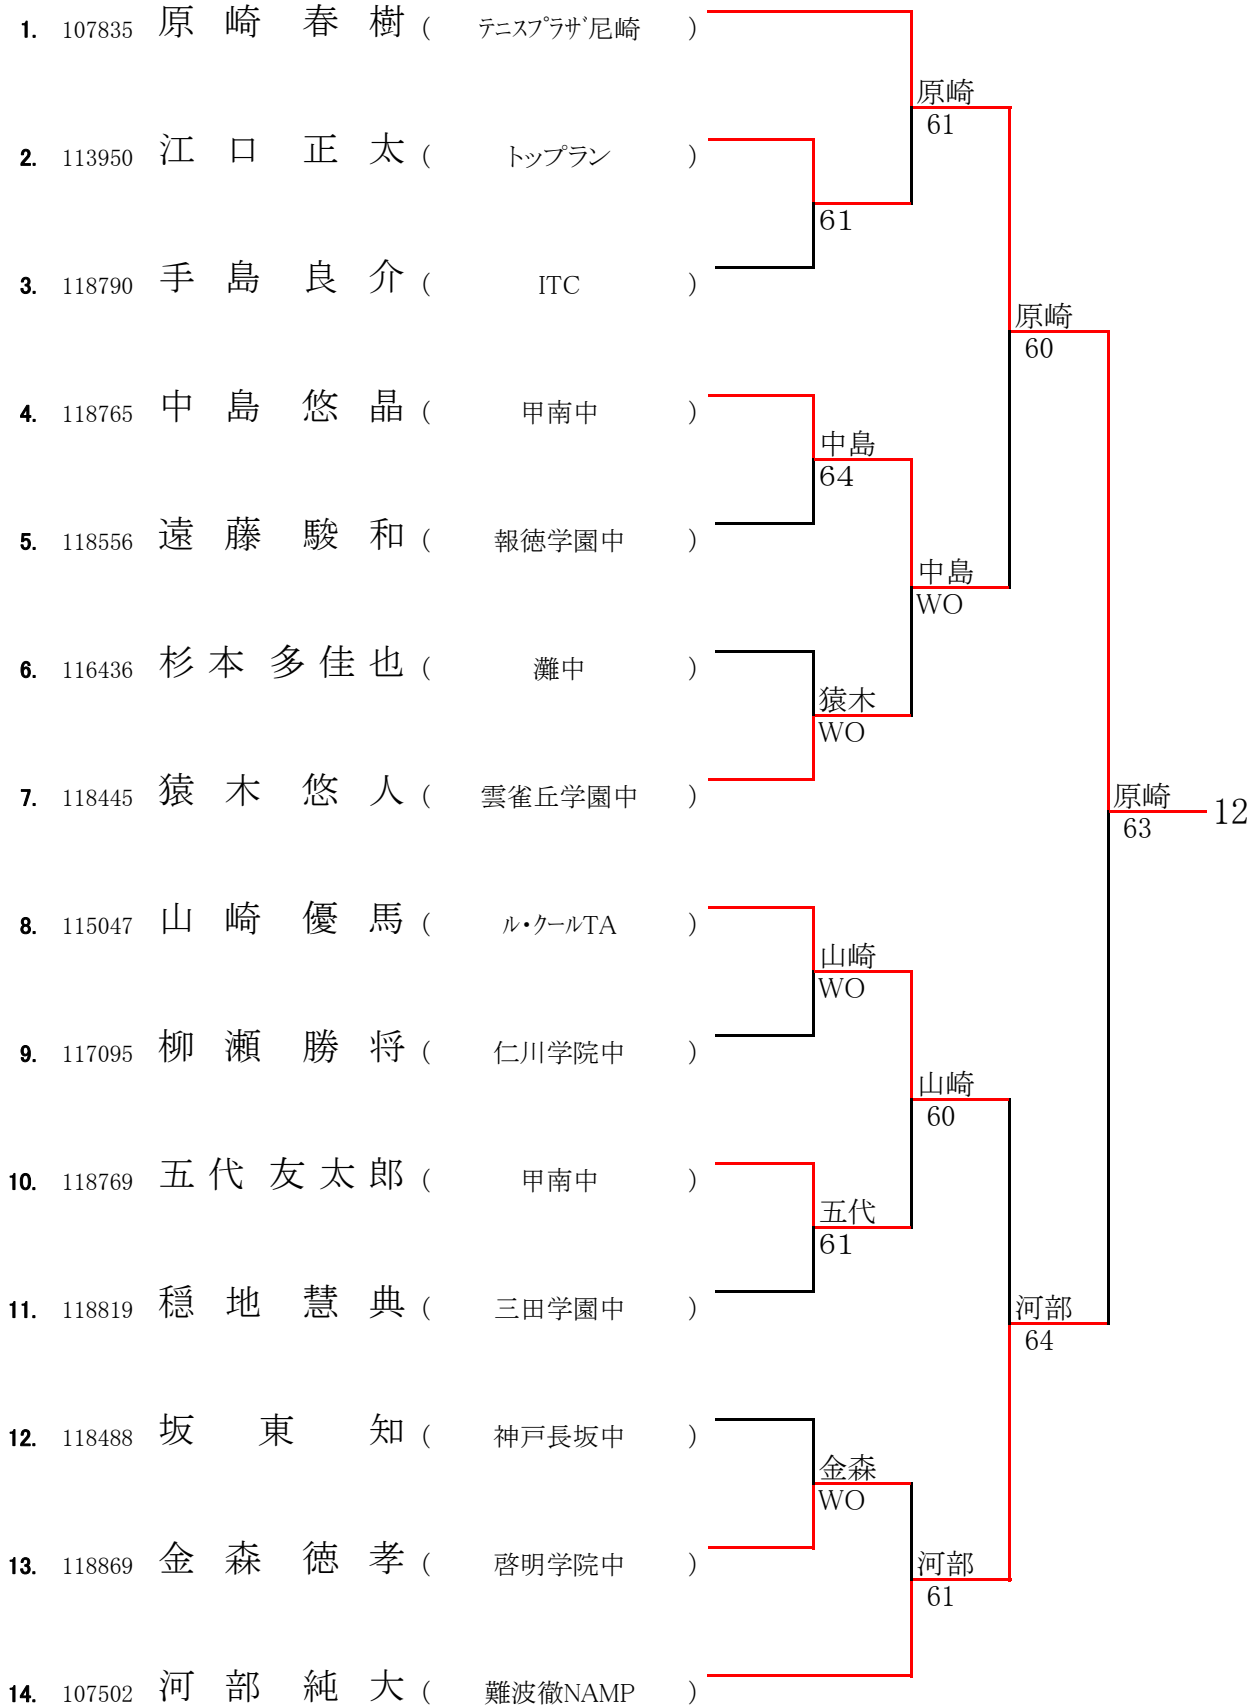 1. 107835 原崎 春樹 ( テニスプラザ尼崎 )
原崎
61
2. 113950 江口 正太 ( トップラン )
61
3. 118790 手島 良介 ( ITC )
原崎
60
4. 118765 中島 悠晶 ( 甲南中 )
中島
64
5. 118556 遠藤 駿和 ( 報徳学園中 )
中島
WO
6. 116436 杉本 多佳也 ( 灘中 )
猿木
WO
7. 118445 猿木 悠人 ( 雲雀丘学園中 )
原崎
63
12
8. 115047 山崎 優馬 ( ル・クールTA )
山崎
WO
9. 117095 柳瀬 勝将 ( 仁川学院中 )
山崎
60
10. 118769 五代 友太郎 ( 甲南中 )
五代
61
11. 118819 穏地 慧典 ( 三田学園中 )
河部
64
12. 118488 坂東 知 ( 神戸長坂中 )
金森
WO
13. 118869 金森 徳孝 ( 啓明学院中 )
河部
61
14. 107502 河部 純大 ( 難波徹NAMP )